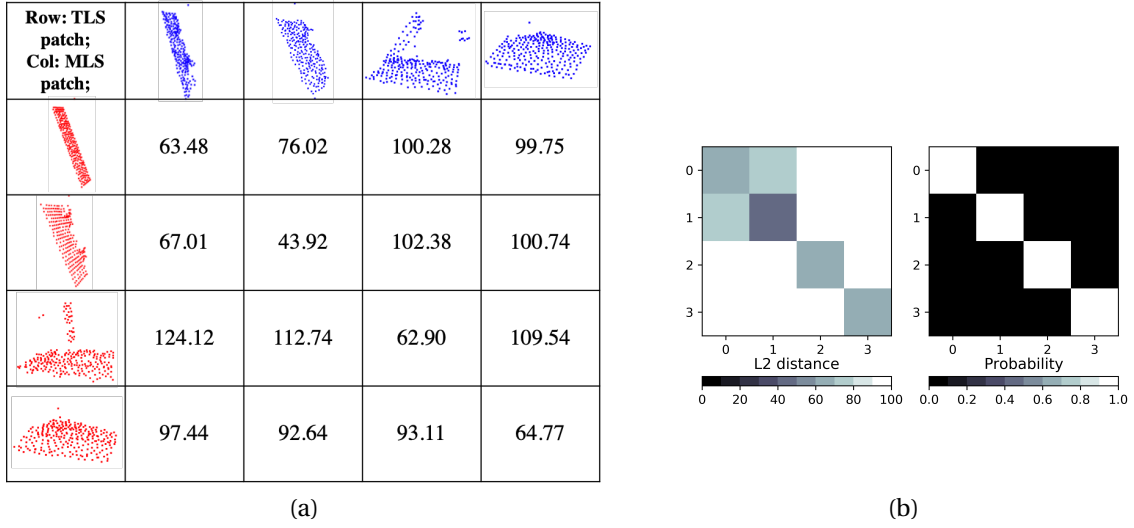 Row: TLS
patch;
Col: MLS
patch;
63.48 76.02 100.28 99.75
67.01 43.92 102.38 100.74
124.12 112.74 62.90 109.54
97.44 92.64 93.11 64.77
(a)
0
1
2
3
0 1 2 3
L2 distance
0 20 40 60 80 100
0
1
2
3
0 1 2 3
Probability
0.0 0.2 0.4 0.6 0.8 1.0
(b)